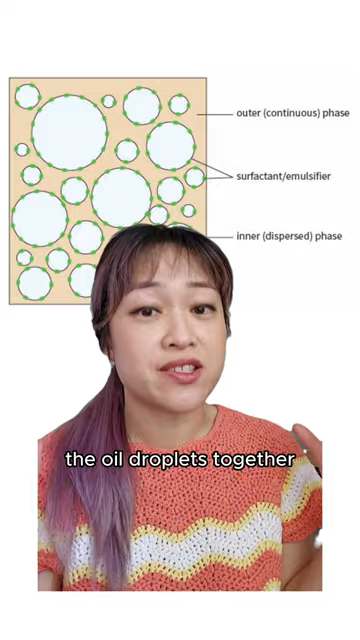 outer (continuous) phase
surfactant/emulsifier
inner (dispersed) phase
the oil droplets together